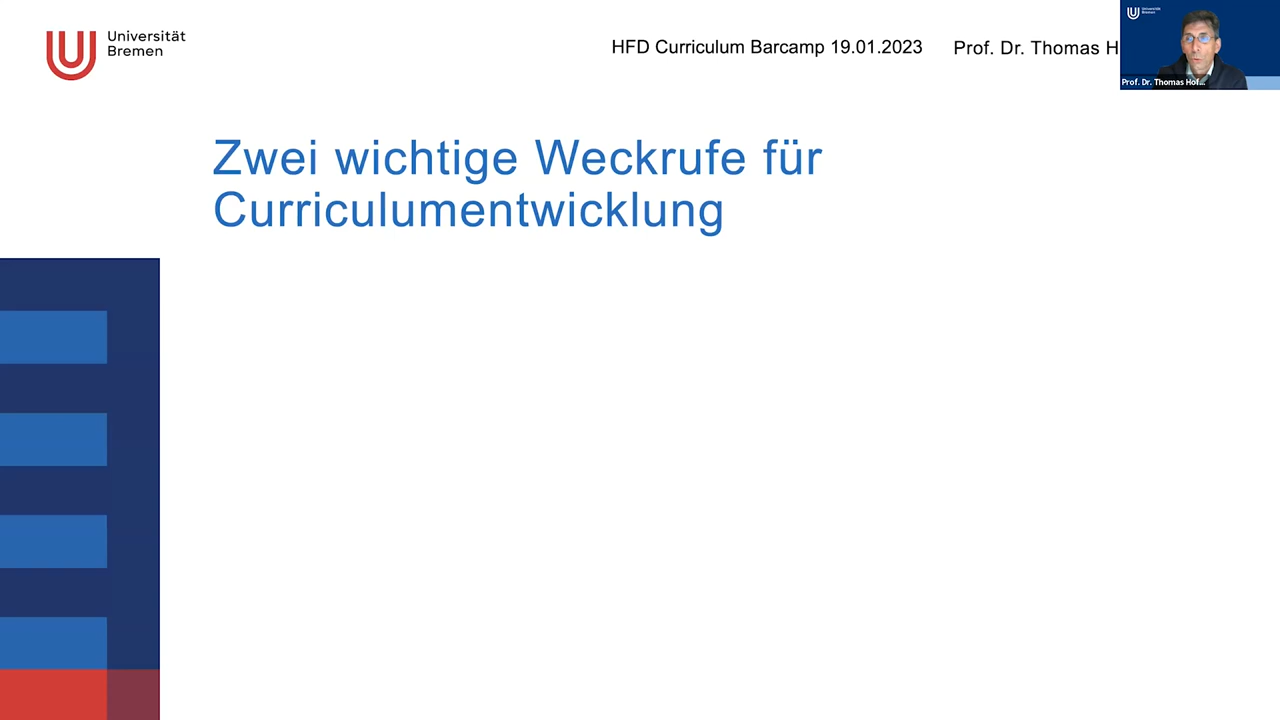 Universität
Bremen
HFD Curriculum Barcamp 19.01.2023 Prof. Dr. Thomas H
Prof. Dr. Thomas Hof...
Zwei wichtige Weckrufe für
Curriculumentwicklung